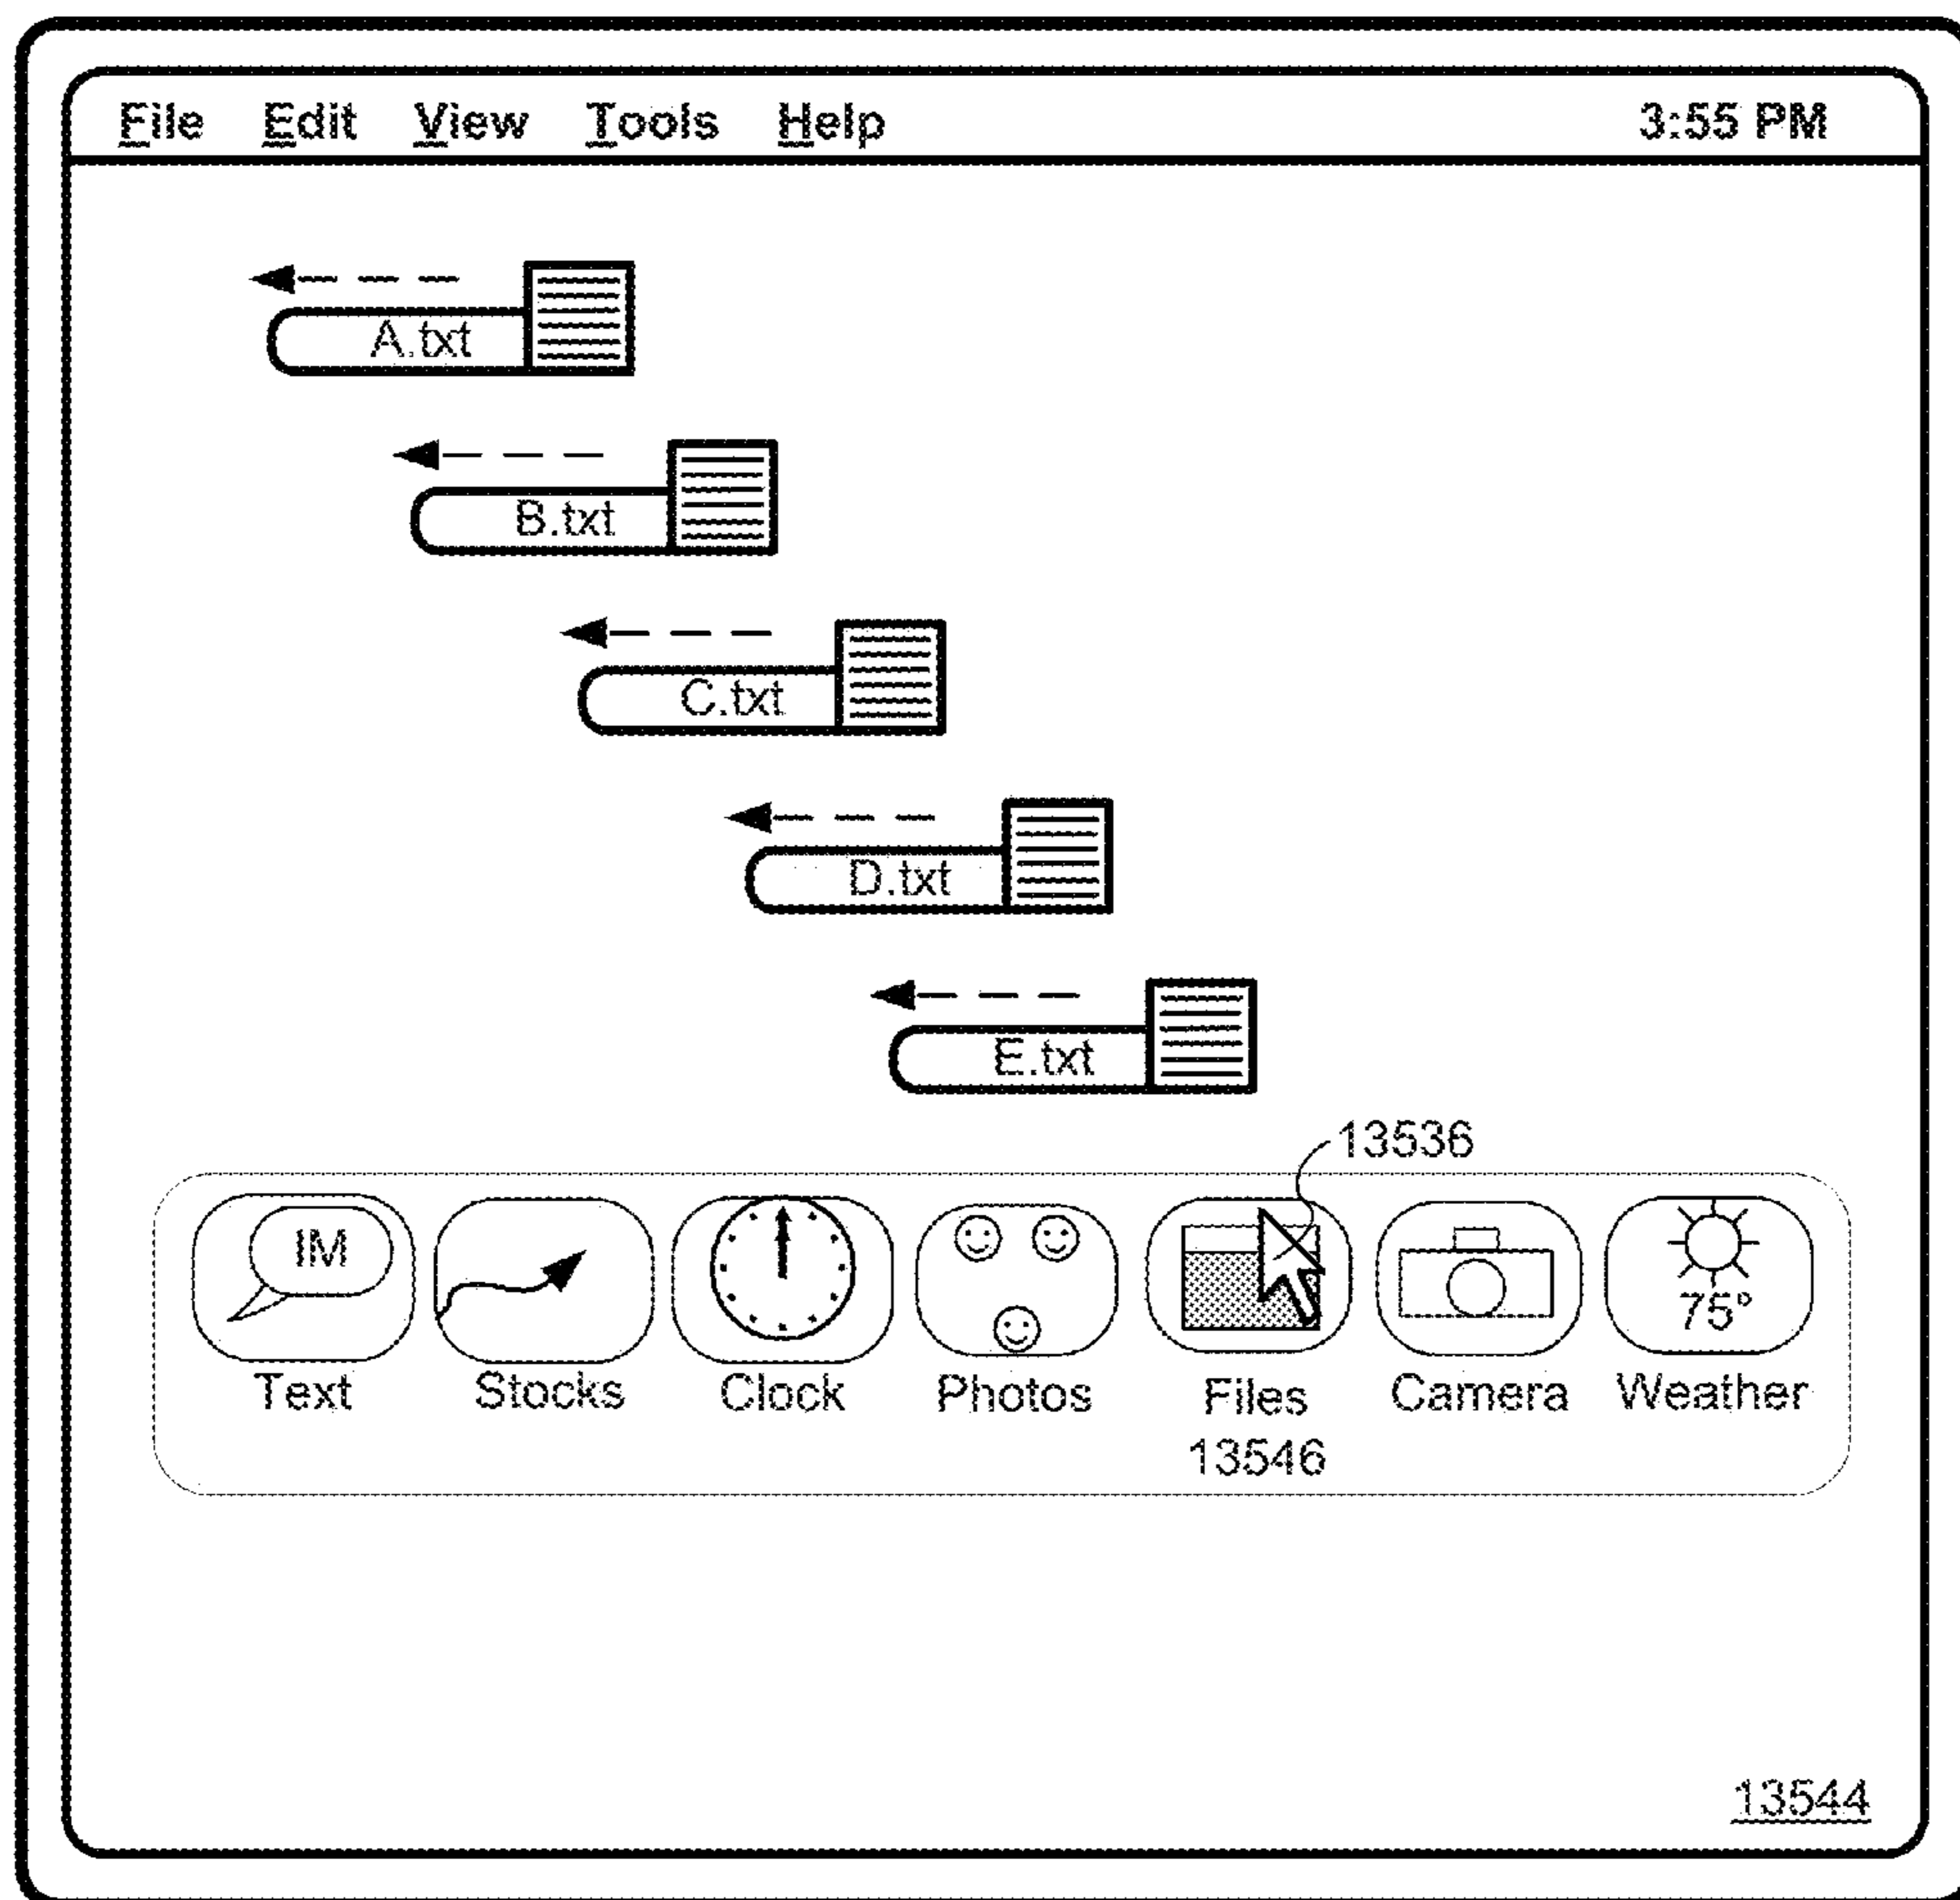 File Edit View Tools Help 3:55 PM
A.txt
B.txt
C.txt
D.txt
E.txt
13536
IM
75°
Text Stocks Clock Photos Files Camera Weather
13546
13544